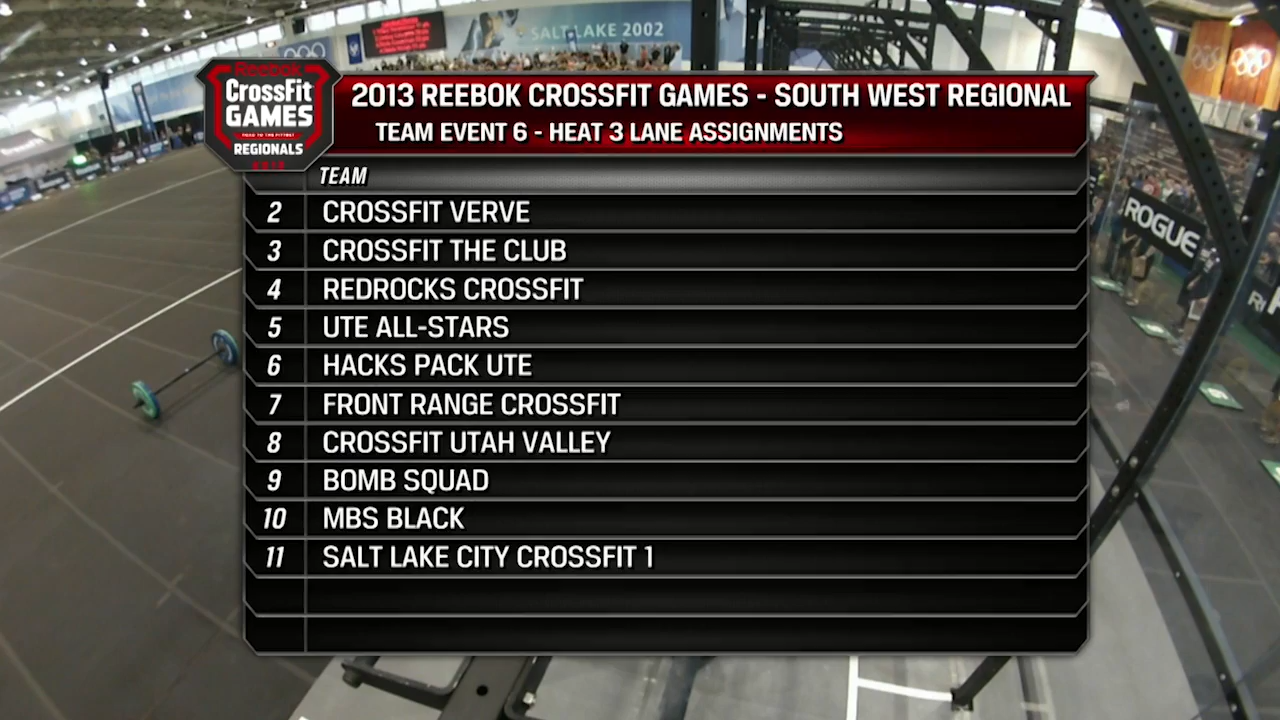 SALT LAKE 2002
Reebok
CrossFit
GAMES
REGIONALS
2013
2013 REEBOK CROSSFIT GAMES - SOUTH WEST REGIONAL
TEAM EVENT 6 - HEAT 3 LANE ASSIGNMENTS
TEAM
2 CROSSFIT VERVE
3 CROSSFIT THE CLUB
4 REDROCKS CROSSFIT
5 UTE ALL-STARS
6 HACKS PACK UTE
7 FRONT RANGE CROSSFIT
8 CROSSFIT UTAH VALLEY
9 BOMB SQUAD
10 MBS BLACK
11 SALT LAKE CITY CROSSFIT 1
ROGUE